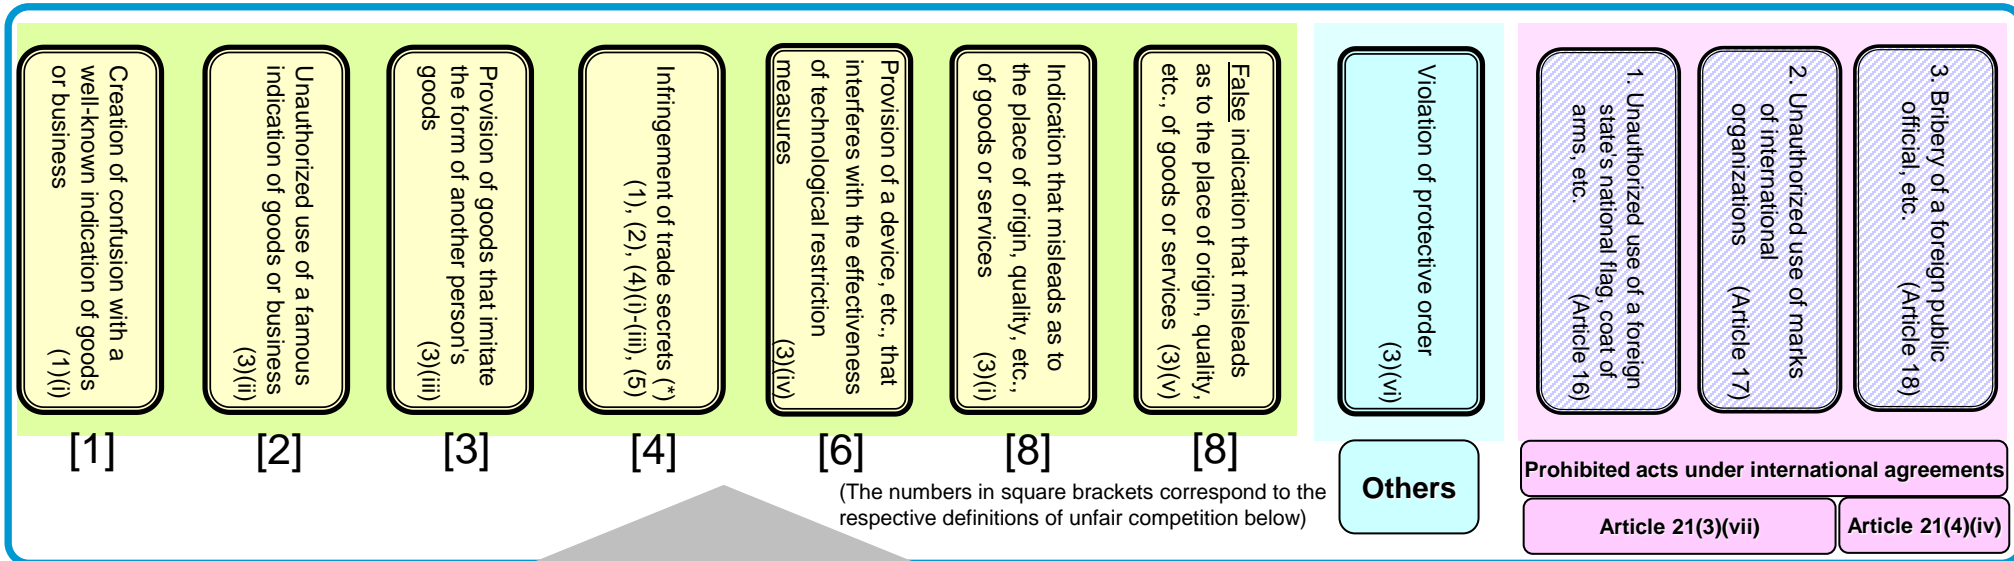 Creation of confusion with a
well-known indication of goods
or business
(1)(i)
Unauthorized use of a famous
indication of goods or business
(3)(ii)
Provision of goods that imitate
the form of another person's
goods
(3)(iii)
Infringement of trade secrets (*)
(1), (2), (4)(i)-(iii), (5)
Provision of a device, etc., that
interferes with the effectiveness
of technological restriction
measures
(3)(iv)
Indication that misleads as to
the place of origin, quality, etc.,
of goods or services
(3)(i)
False indication that misleads
as to the place of origin, quality,
etc., of goods or services (3)(v)
Violation of protective order
(3)(vi)
1. Unauthorized use of a foreign
state's national flag, coat of
arms, etc.
(Article 16)
2. Unauthorized use of marks
of international
organizations (Article 17)
3. Bribery of a foreign public
official, etc.
(Article 18)
[1]
[2]
[3]
[4]
[6]
[8]
[8]
(The numbers in square brackets correspond to the
respective definitions of unfair competition below)
Others
Prohibited acts under international agreements
Article 21(3)(vii)
Article 21(4)(iv)